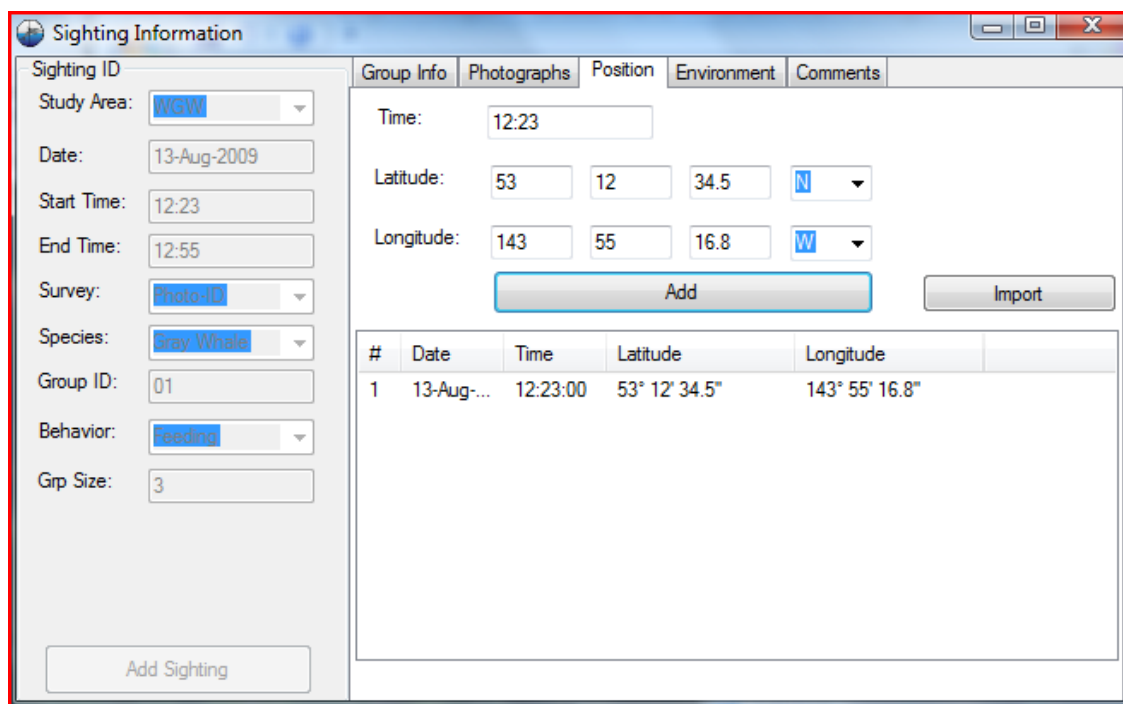 Sighting Information
Sighting ID
Study Area: WGW
Date: 13-Aug-2009
Start Time: 12:23
End Time: 12:55
Survey: Photo-ID
Species: Gray Whale
Group ID: 01
Behavior: Feeding
Grp Size: 3
Add Sighting
Group Info Photographs Position Environment Comments
Time: 12:23
Latitude: 53 12 34.5 N
Longitude: 143 55 16.8 W
Add Import
# Date Time Latitude Longitude
1 13-Aug-... 12:23:00 53° 12' 34.5" 143° 55' 16.8"